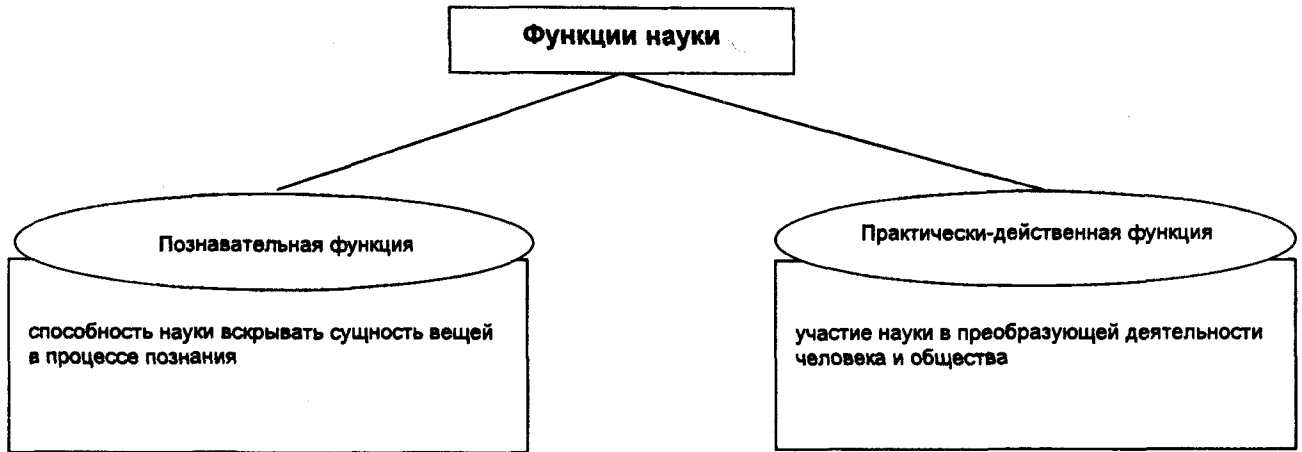 Функции науки
Познавательная функция
способность науки вскрывать сущность вещей
в процессе познания
Практически-действенная функция
участие науки в преобразующей деятельности
человека и общества